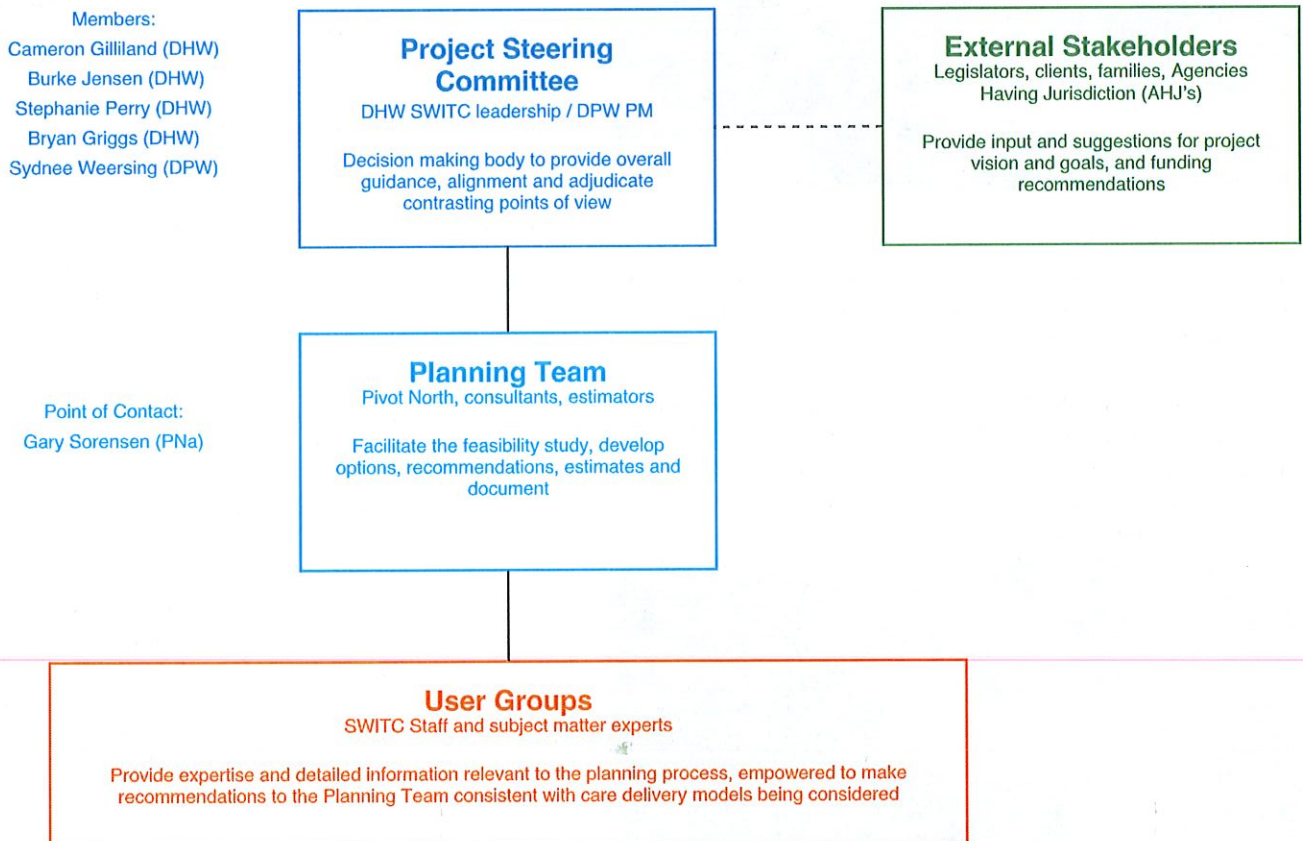 Members:
Cameron Gilliland (DHW)
Burke Jensen (DHW)
Stephanie Perry (DHW)
Bryan Griggs (DHW)
Sydnee Weersing (DPW)
Project Steering
Committee
DHW SWITC leadership / DPW PM
Decision making body to provide overall
guidance, alignment and adjudicate
contrasting points of view
External Stakeholders
Legislators, clients, families, Agencies
Having Jurisdiction (AHJ's)
Provide input and suggestions for project
vision and goals, and funding
recommendations
Point of Contact:
Gary Sorensen (PNa)
Planning Team
Pivot North, consultants, estimators
Facilitate the feasibility study, develop
options, recommendations, estimates and
document
User Groups
SWITC Staff and subject matter experts
Provide expertise and detailed information relevant to the planning process, empowered to make
recommendations to the Planning Team consistent with care delivery models being considered